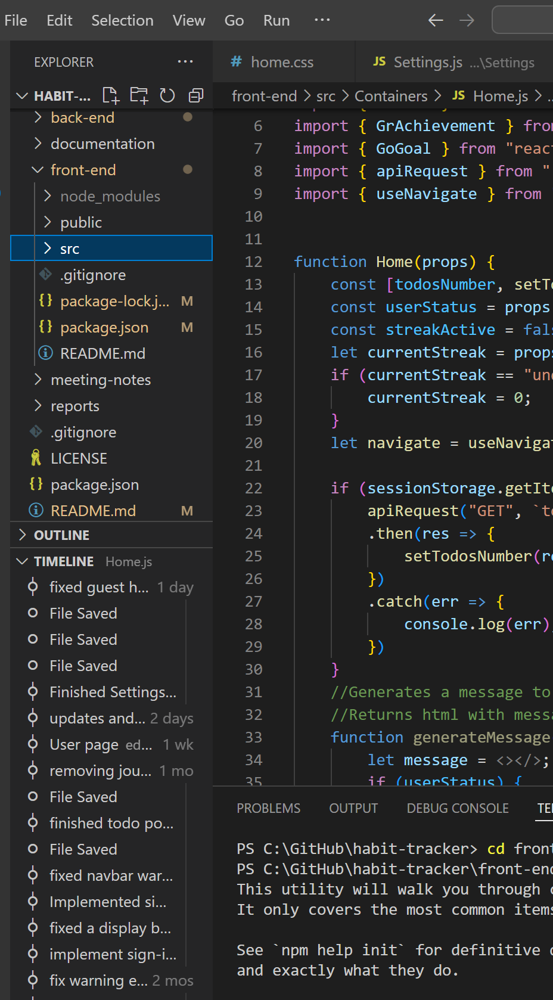 File Edit Selection View Go Run ...
EXPLORER ...
HABIT-...
back-end
documentation
front-end
node_modules
public
src
.gitignore
{} package-lock.j... M
{} package.json M
README.md
meeting-notes
reports
.gitignore
LICENSE
{} package.json
README.md M
OUTLINE
TIMELINE Home.js
fixed guest h... 1 day
File Saved
File Saved
File Saved
Finished Settings...
updates and... 2 days
User page ed... 1 wk
removing jou... 1 mo
File Saved
finished todo po...
File Saved
fixed navbar war...
Implemented si...
fixed a display b...
implement sign-i...
fix warning e... 2 mos
# home.css JS Settings.js ...\Settings
front-end > src > Containers > JS Home.js > ..
6 import { GrAchievement } from
7 import { GoGoal } from "reac
8 import { apiRequest } from "
9 import { useNavigate } from
10
11
12 function Home(props) {
13 const [todosNumber, setTo
14 const userStatus = props
15 const streakActive = fals
16 let currentStreak = props
17 if (currentStreak == "und
18 currentStreak = 0;
19 }
20 let navigate = useNavigat
21
22 if (sessionStorage.getIte
23 apiRequest("GET", `to
24 .then(res => {
25 setTodosNumber(re
26 })
27 .catch(err => {
28 console.log(err)
29 })
30 }
31 //Generates a message to
32 //Returns html with messa
33 function generateMessage
34 let message = <></>;
35 if (userStatus) {
PROBLEMS OUTPUT DEBUG CONSOLE TE
PS C:\GitHub\habit-tracker> cd front
PS C:\GitHub\habit-tracker\front-end
This utility will walk you through c
It only covers the most common items
See `npm help init` for definitive d
and exactly what they do.